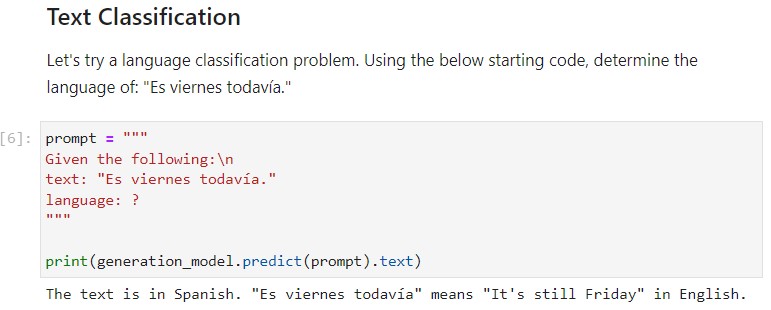 Text Classification
Let's try a language classification problem. Using the below starting code, determine the
language of: "Es viernes todavía."
[6]: prompt = """
Given the following:\n
text: "Es viernes todavía."
language: ?
"""
print(generation_model.predict(prompt).text)
The text is in Spanish. "Es viernes todavía" means "It's still Friday" in English.